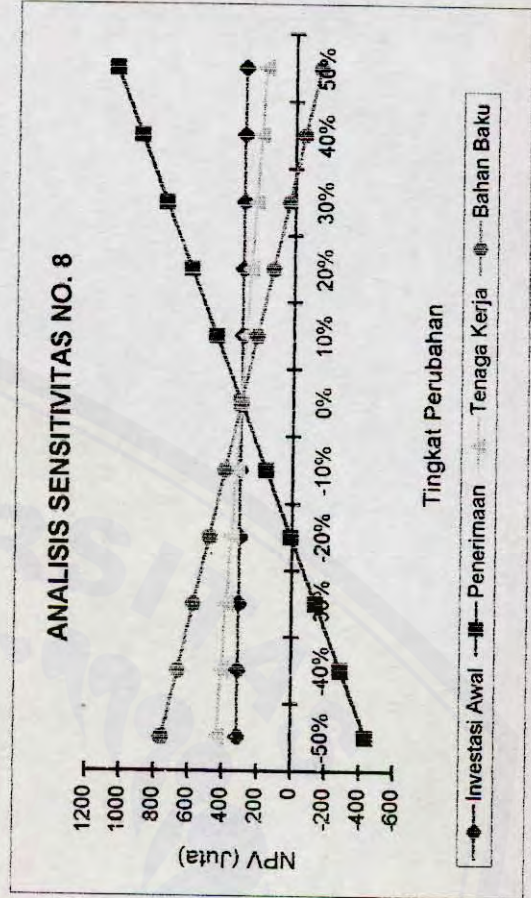 ANALISIS SENSITIVITAS NO. 8
NPV (Juta)
1200
1000
800
600
400
200
0
-200
-400
-600
-50% -40% -30% -20% -10% 0% 10% 20% 30% 40% 50%
Tingkat Perubahan
Investasi Awal Penerimaan Tenaga Kerja Bahan Baku